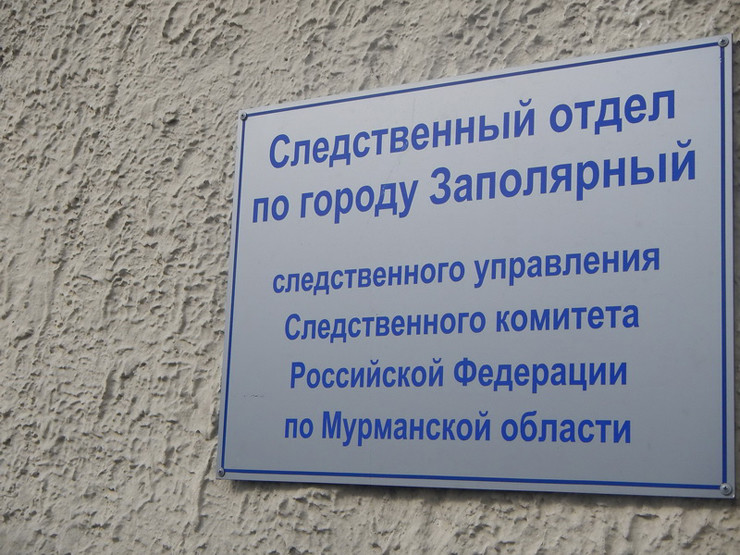 Следственный отдел
по городу Заполярный
следственного управления
Следственного комитета
Российской Федерации
по Мурманской области